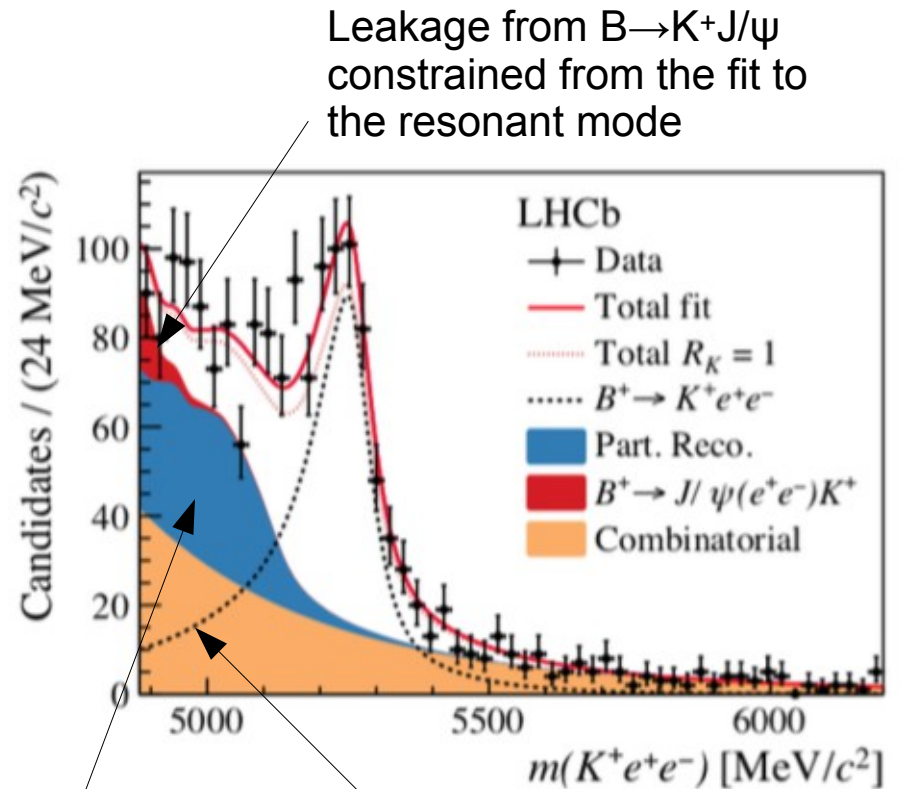 Leakage from B→K⁺J/ψ
constrained from the fit to
the resonant mode
LHCb
Data
Total fit
Total R_K = 1
B⁺→ K⁺e⁺e⁻
Part. Reco.
B⁺→ J/ ψ(e⁺e⁻)K⁺
Combinatorial
Candidates / (24 MeV/c²)
100
80
60
40
20
0
5000 5500 6000
m(K⁺e⁺e⁻) [MeV/c²]